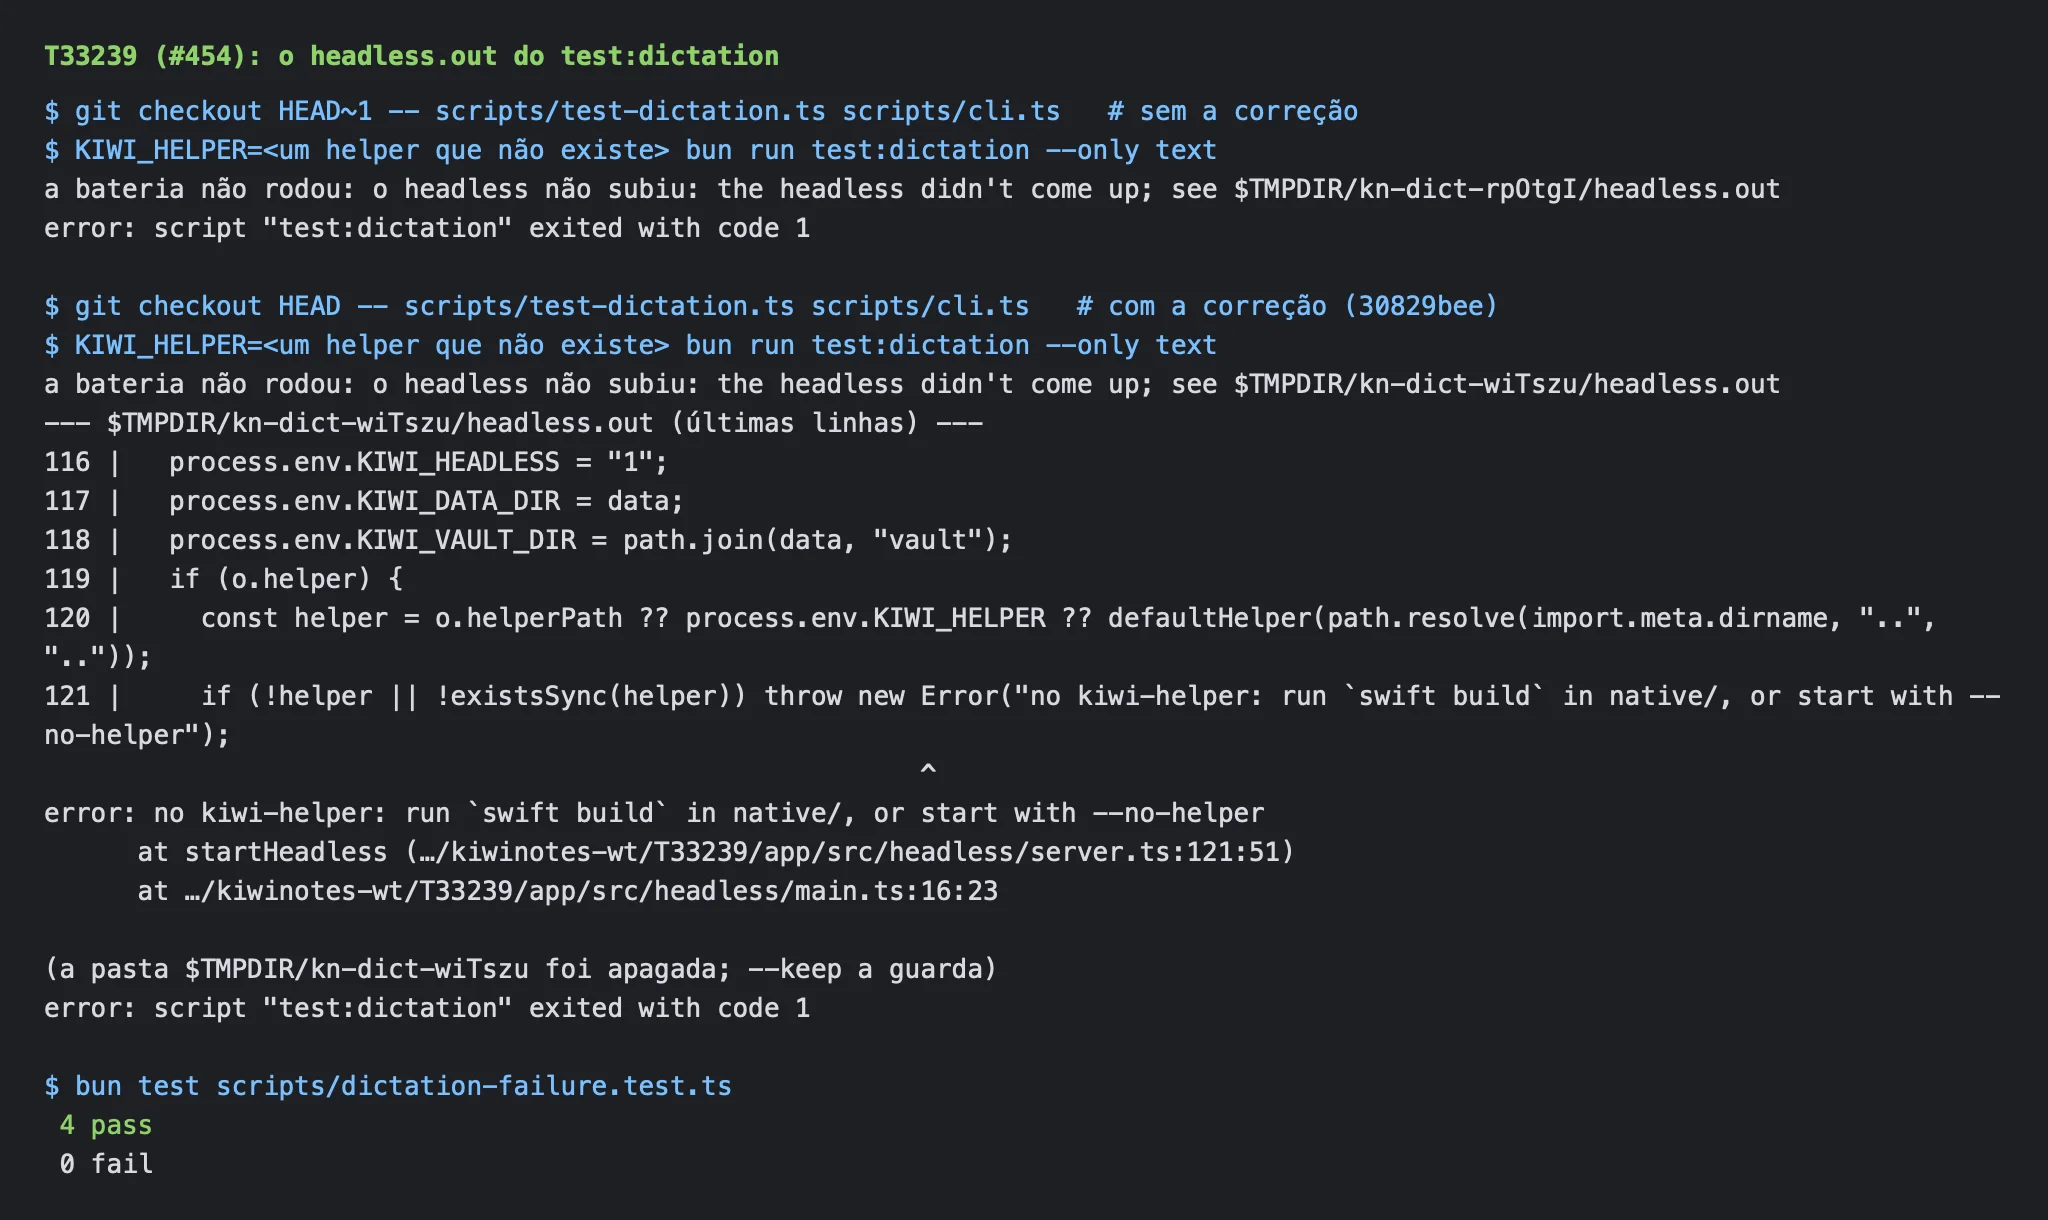 T33239 (#454): o headless.out do test:dictation
$ git checkout HEAD~1 -- scripts/test-dictation.ts scripts/cli.ts   # sem a correção
$ KIWI_HELPER=<um helper que não existe> bun run test:dictation --only text
a bateria não rodou: o headless não subiu: the headless didn't come up; see $TMPDIR/kn-dict-rpOtgI/headless.out
error: script "test:dictation" exited with code 1
$ git checkout HEAD -- scripts/test-dictation.ts scripts/cli.ts   # com a correção (30829bee)
$ KIWI_HELPER=<um helper que não existe> bun run test:dictation --only text
a bateria não rodou: o headless não subiu: the headless didn't come up; see $TMPDIR/kn-dict-wiTszu/headless.out
--- $TMPDIR/kn-dict-wiTszu/headless.out (últimas linhas) ---
116 |   process.env.KIWI_HEADLESS = "1";
117 |   process.env.KIWI_DATA_DIR = data;
118 |   process.env.KIWI_VAULT_DIR = path.join(data, "vault");
119 |   if (o.helper) {
120 |     const helper = o.helperPath ?? process.env.KIWI_HELPER ?? defaultHelper(path.resolve(import.meta.dirname, "..",
".."));
121 |     if (!helper || !existsSync(helper)) throw new Error("no kiwi-helper: run `swift build` in native/, or start with --
no-helper");
^
error: no kiwi-helper: run `swift build` in native/, or start with --no-helper
      at startHeadless (…/kiwinotes-wt/T33239/app/src/headless/server.ts:121:51)
      at …/kiwinotes-wt/T33239/app/src/headless/main.ts:16:23
(a pasta $TMPDIR/kn-dict-wiTszu foi apagada; --keep a guarda)
error: script "test:dictation" exited with code 1
$ bun test scripts/dictation-failure.test.ts
 4 pass
 0 fail